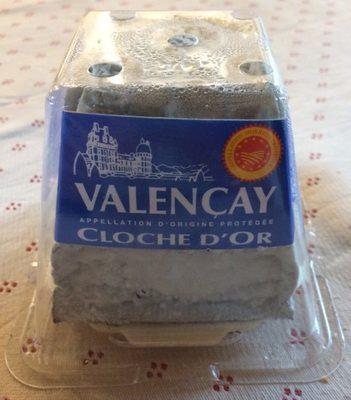 VALENÇAY
APPELLATION D'ORIGINE PROTÉGÉE
CLOCHE D'OR